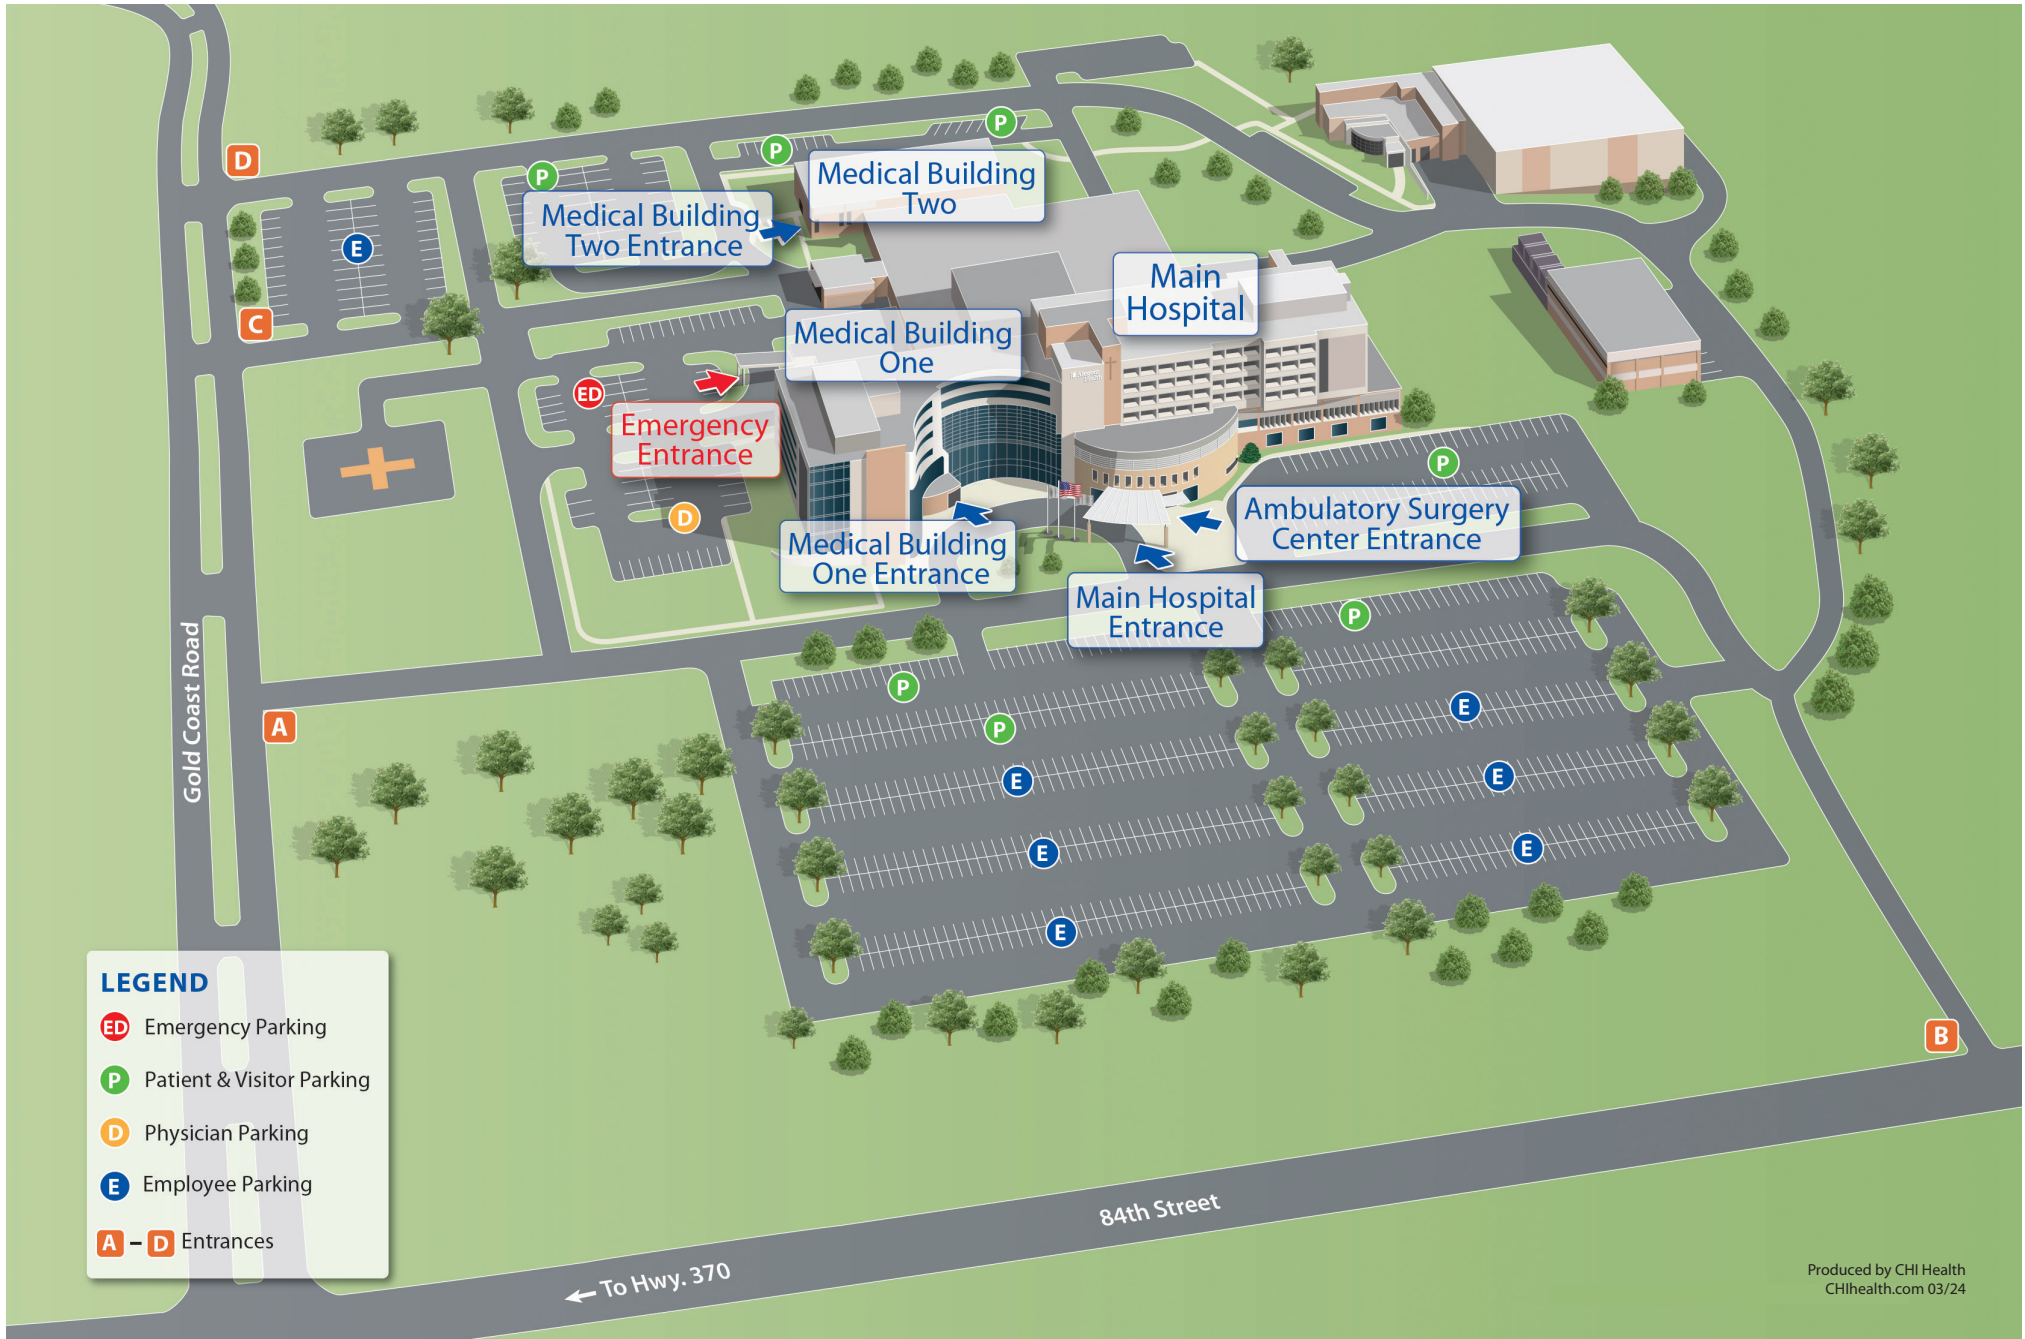 D
P
P
P
Medical Building
Two
Medical Building
Two Entrance
E
Main
Hospital
C
Medical Building
One
ED
Emergency
Entrance
P
D
Ambulatory Surgery
Center Entrance
Medical Building
One Entrance
Main Hospital
Entrance
P
P
P
E
A
Gold Coast Road
E
E
E
E
E
LEGEND
ED Emergency Parking
P Patient & Visitor Parking
D Physician Parking
E Employee Parking
A – D Entrances
B
84th Street
To Hwy. 370
Produced by CHI Health
CHIhealth.com 03/24